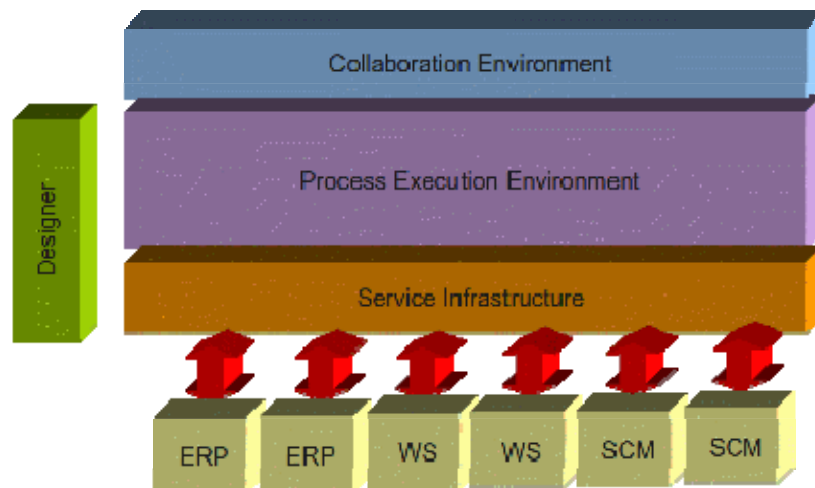 Collaboration Environment
Designer
Process Execution Environment
Service Infrastructure
ERP
ERP
WS
WS
SCM
SCM